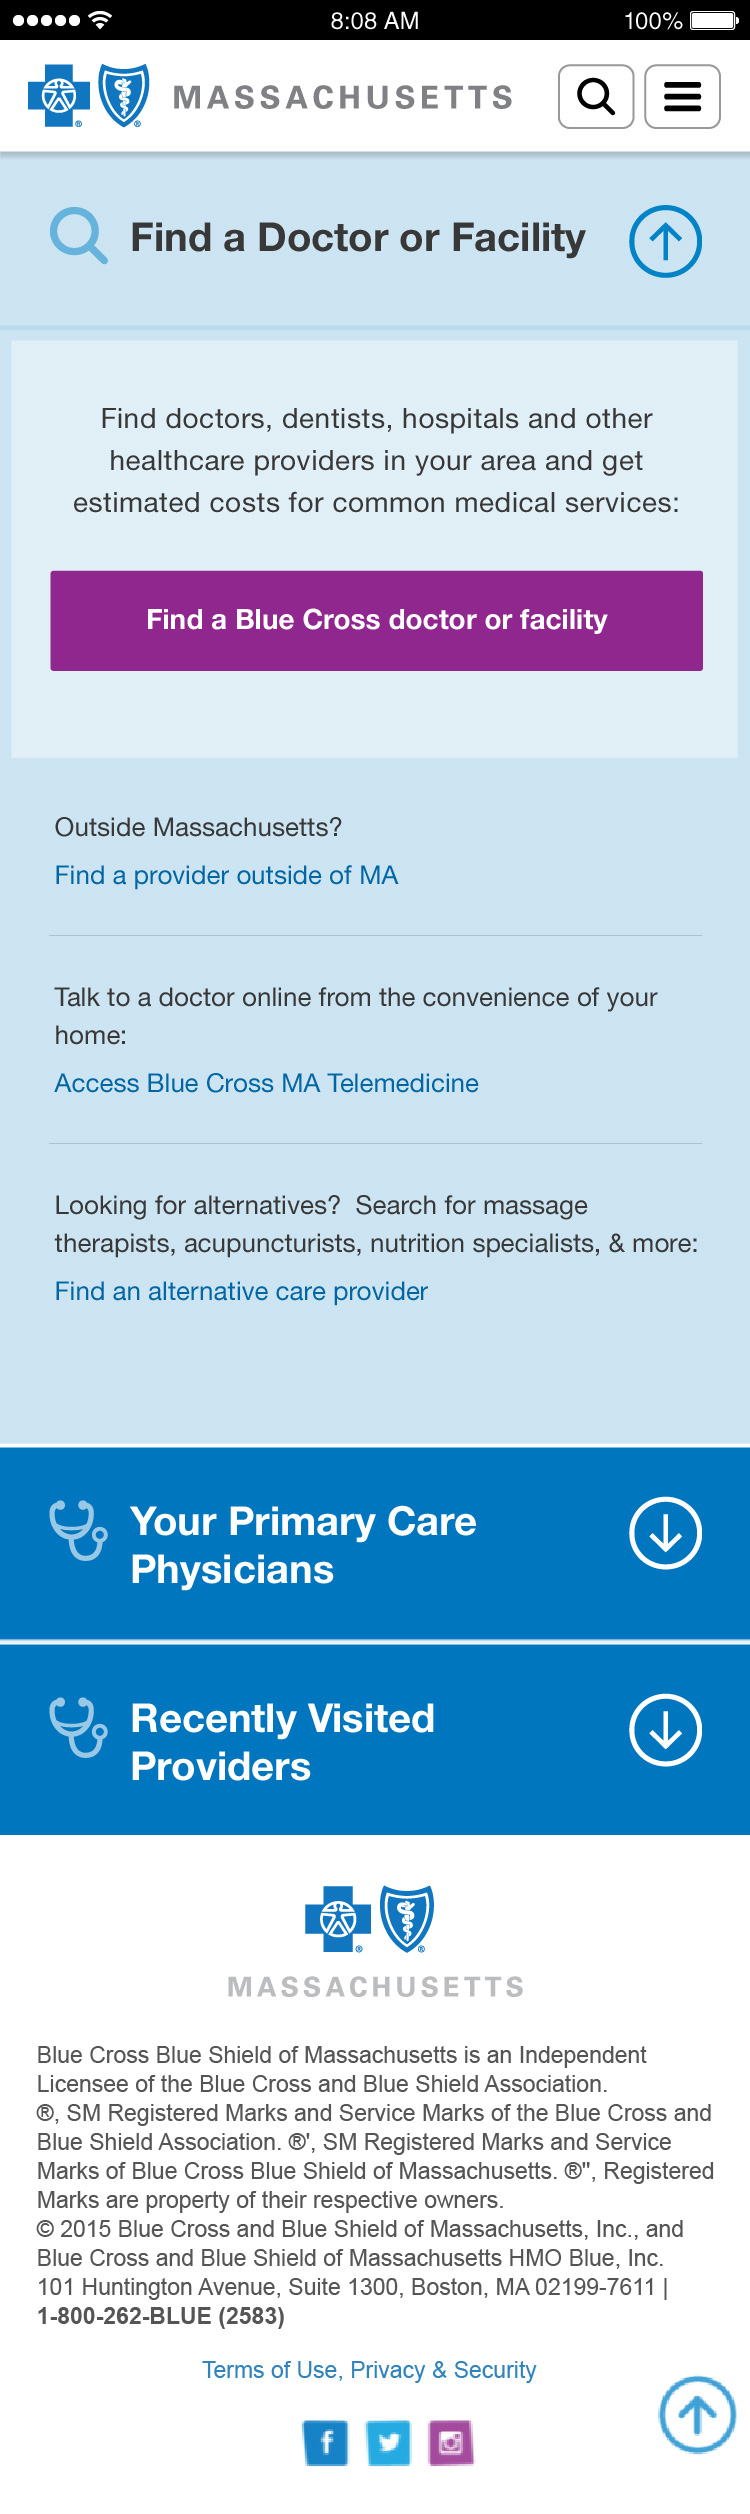 8:08 AM 100%
MASSACHUSETTS
Find a Doctor or Facility
Find doctors, dentists, hospitals and other
healthcare providers in your area and get
estimated costs for common medical services:
Find a Blue Cross doctor or facility
Outside Massachusetts?
Find a provider outside of MA
Talk to a doctor online from the convenience of your
home:
Access Blue Cross MA Telemedicine
Looking for alternatives?  Search for massage
therapists, acupuncturists, nutrition specialists, & more:
Find an alternative care provider
Your Primary Care
Physicians
Recently Visited
Providers
MASSACHUSETTS
Blue Cross Blue Shield of Massachusetts is an Independent
Licensee of the Blue Cross and Blue Shield Association.
®, SM Registered Marks and Service Marks of the Blue Cross and
Blue Shield Association. ®', SM Registered Marks and Service
Marks of Blue Cross Blue Shield of Massachusetts. ®", Registered
Marks are property of their respective owners.
© 2015 Blue Cross and Blue Shield of Massachusetts, Inc., and
Blue Cross and Blue Shield of Massachusetts HMO Blue, Inc.
101 Huntington Avenue, Suite 1300, Boston, MA 02199-7611 |
1-800-262-BLUE (2583)
Terms of Use, Privacy & Security